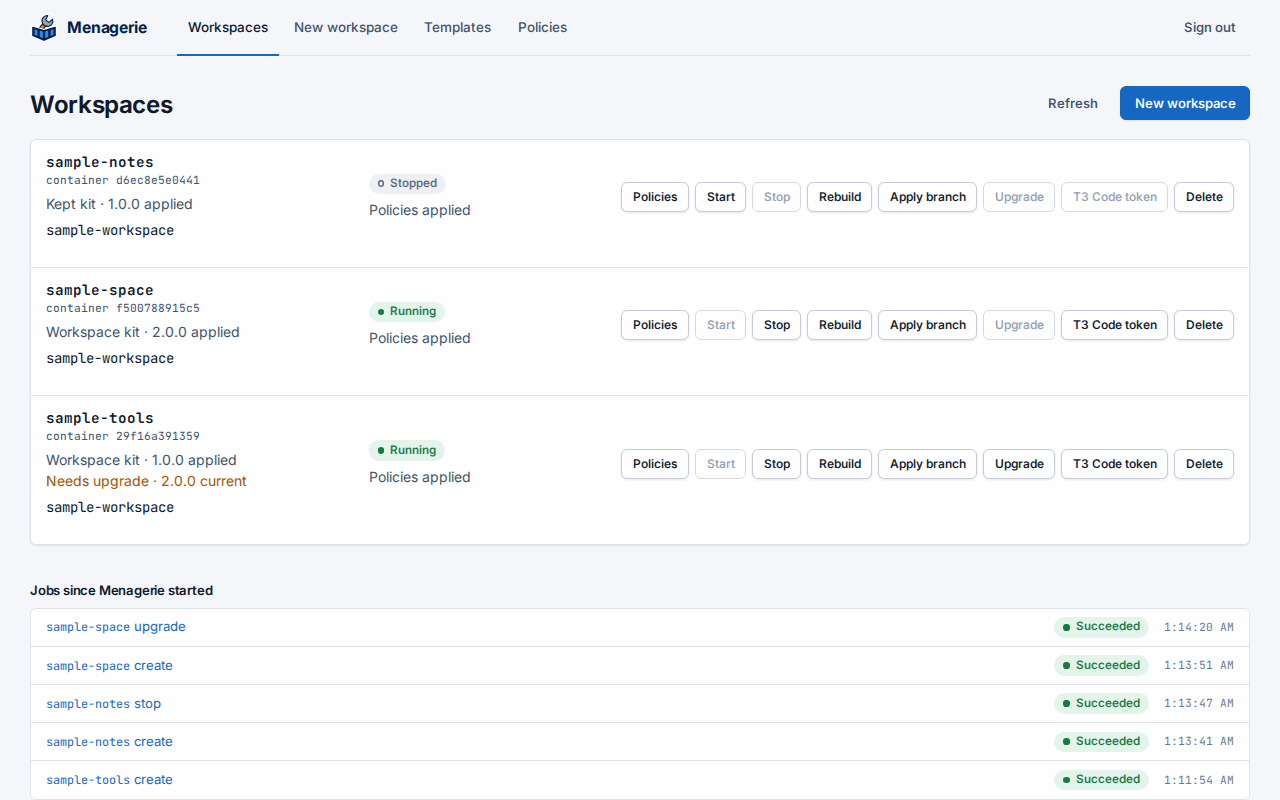 Menagerie
Workspaces
New workspace
Templates
Policies
Sign out
Workspaces
Refresh
New workspace
sample-notes
container d6ec8e5e0441
Kept kit · 1.0.0 applied
sample-workspace
Stopped
Policies applied
Policies
Start
Stop
Rebuild
Apply branch
Upgrade
T3 Code token
Delete
sample-space
container f500788915c5
Workspace kit · 2.0.0 applied
sample-workspace
Running
Policies applied
Policies
Start
Stop
Rebuild
Apply branch
Upgrade
T3 Code token
Delete
sample-tools
container 29f16a391359
Workspace kit · 1.0.0 applied
Needs upgrade · 2.0.0 current
sample-workspace
Running
Policies applied
Policies
Start
Stop
Rebuild
Apply branch
Upgrade
T3 Code token
Delete
Jobs since Menagerie started
sample-space upgrade Succeeded 1:14:20 AM
sample-space create Succeeded 1:13:51 AM
sample-notes stop Succeeded 1:13:47 AM
sample-notes create Succeeded 1:13:41 AM
sample-tools create Succeeded 1:11:54 AM